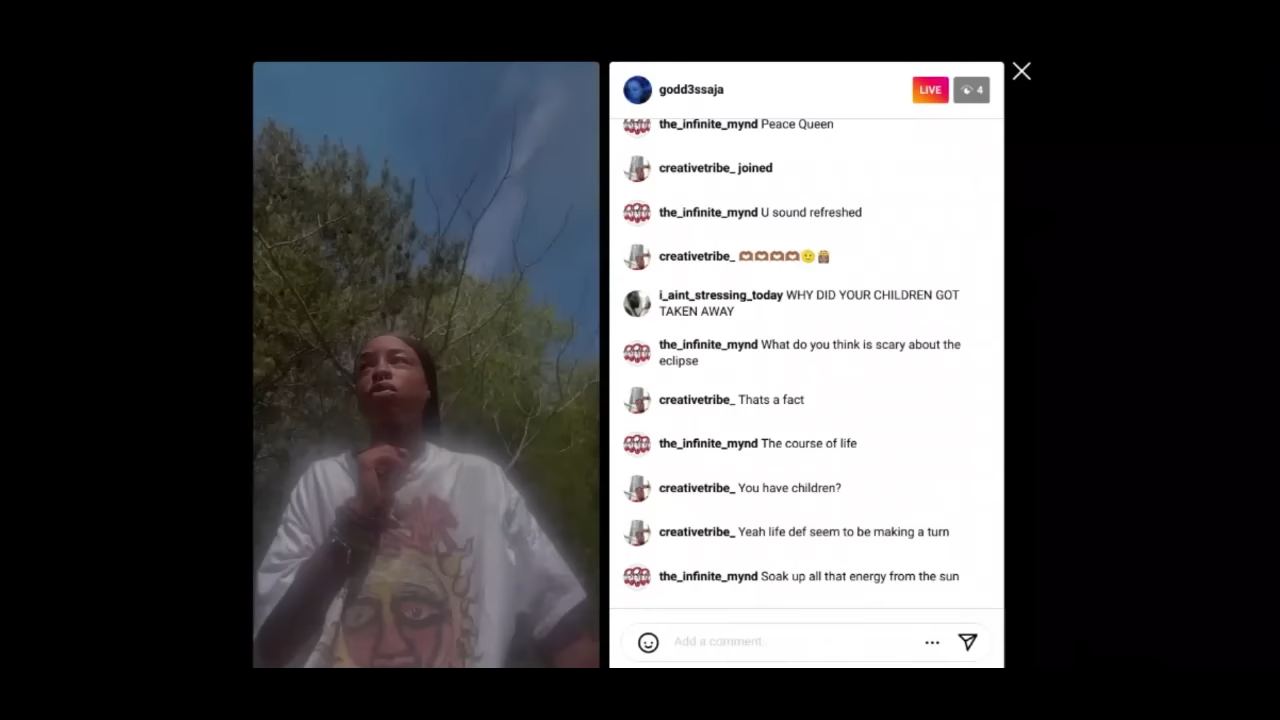 godd3ssaja
LIVE
4
the_infinite_mynd Peace Queen
creativetribe_ joined
the_infinite_mynd U sound refreshed
creativetribe_ 🫶🏾🫶🏾🫶🏾🫶🏾🙂👸🏾
i_aint_stressing_today WHY DID YOUR CHILDREN GOT
TAKEN AWAY
the_infinite_mynd What do you think is scary about the
eclipse
creativetribe_ Thats a fact
the_infinite_mynd The course of life
creativetribe_ You have children?
creativetribe_ Yeah life def seem to be making a turn
the_infinite_mynd Soak up all that energy from the sun
Add a comment.